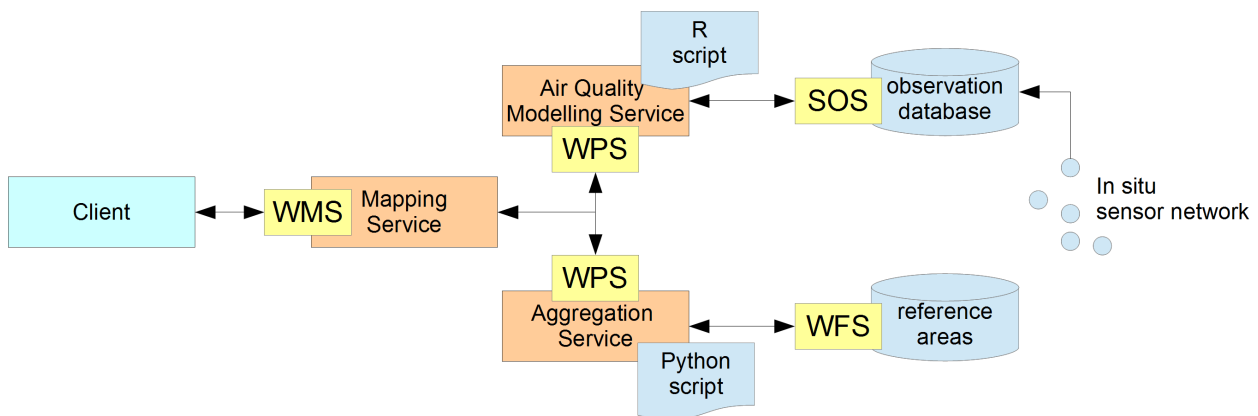 R
script
Air Quality
Modelling Service
WPS
SOS
observation
database
Client
WMS
Mapping
Service
In situ
sensor network
WPS
Aggregation
Service
Python
script
WFS
reference
areas